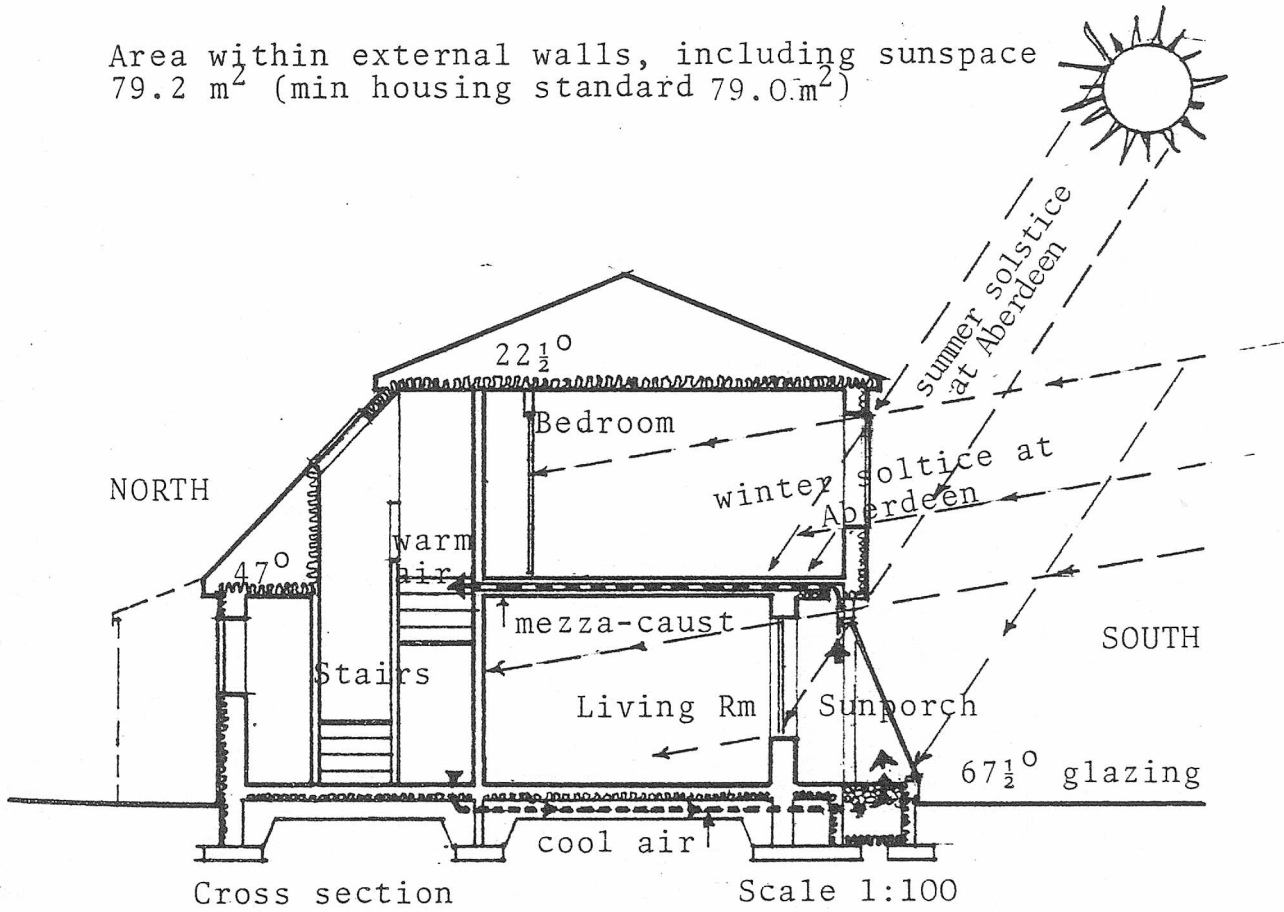 Area within external walls, including sunspace
79.2 m² (min housing standard 79.0.m²)
summer solstice
at Aberdeen
22½°
Bedroom
NORTH
winter soltice at
Aberdeen
warm
air
47°
mezza-caust
SOUTH
Stairs
Living Rm
Sunporch
67½° glazing
cool air
Cross section
Scale 1:100